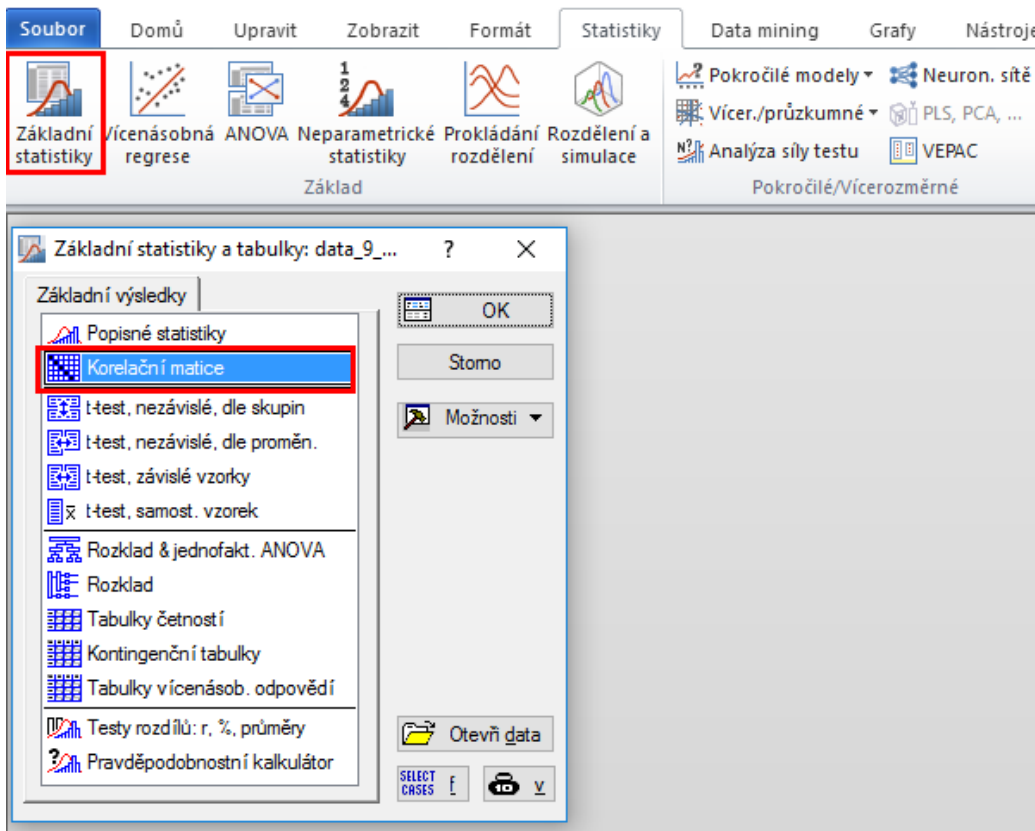 Soubor Domů Upravit Zobrazit Formát Statistiky Data mining Grafy Nástroje
Základní statistiky
Vícenásobná regrese
ANOVA
Neparametrické statistiky
Prokládání rozdělení
Rozdělení a simulace
Základ
Pokročilé modely
Vícer./průzkumné
Analýza síly testu
Neuron. sítě
PLS, PCA, ...
VEPAC
Pokročilé/Vícerozměrné
Základní statistiky a tabulky: data_9_... ?
Základní výsledky
Popisné statistiky
Korelační matice
t-test, nezávislé, dle skupin
t-test, nezávislé, dle proměn.
t-test, závislé vzorky
t-test, samost. vzorek
Rozklad & jednofakt. ANOVA
Rozklad
Tabulky četností
Kontingenční tabulky
Tabulky vícenásob. odpovědí
Testy rozdílů: r, %, průměry
Pravděpodobnostní kalkulátor
OK
Storno
Možnosti
Otevři data
SELECT CASES f
v